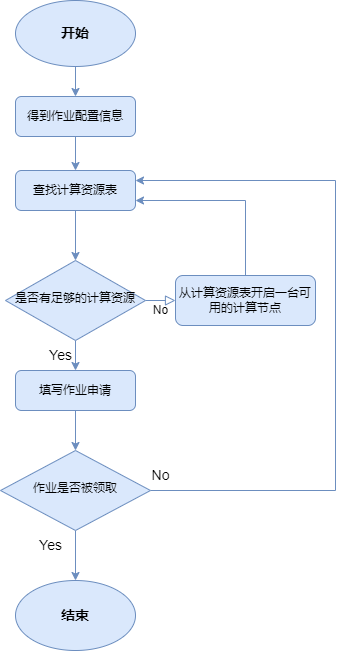 开始
得到作业配置信息
查找计算资源表
是否有足够的计算资源
No
从计算资源表开启一台可
用的计算节点
Yes
填写作业申请
作业是否被领取
No
Yes
结束